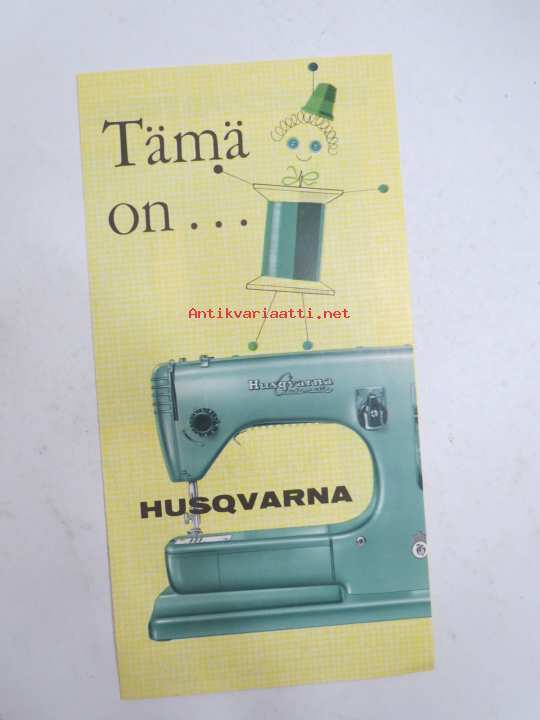 Tämä
on...
Antikvariaatti.net
Husqvarna
HUSQVARNA